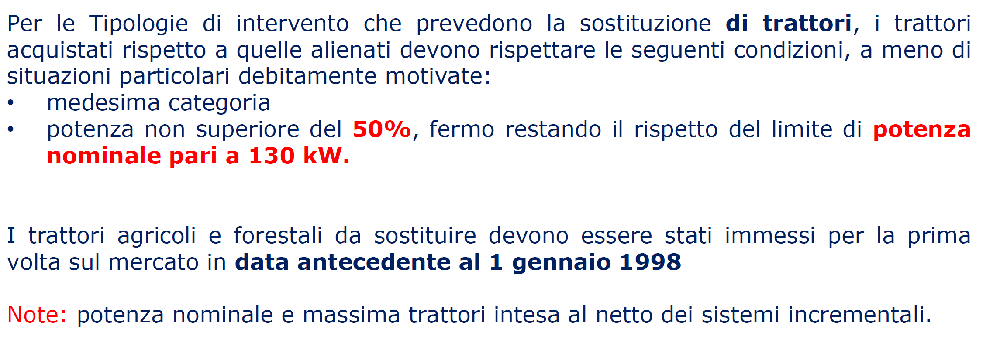 Per le Tipologie di intervento che prevedono la sostituzione di trattori, i trattori
acquistati rispetto a quelle alienati devono rispettare le seguenti condizioni, a meno di
situazioni particolari debitamente motivate:
• medesima categoria
• potenza non superiore del 50%, fermo restando il rispetto del limite di potenza
nominale pari a 130 kW.
I trattori agricoli e forestali da sostituire devono essere stati immessi per la prima
volta sul mercato in data antecedente al 1 gennaio 1998
Note: potenza nominale e massima trattori intesa al netto dei sistemi incrementali.